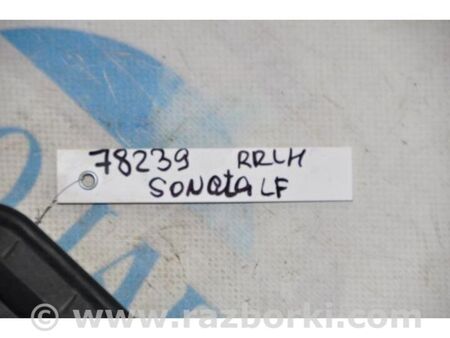 78239 RRLH
SONATA LF
© www.razborki.com